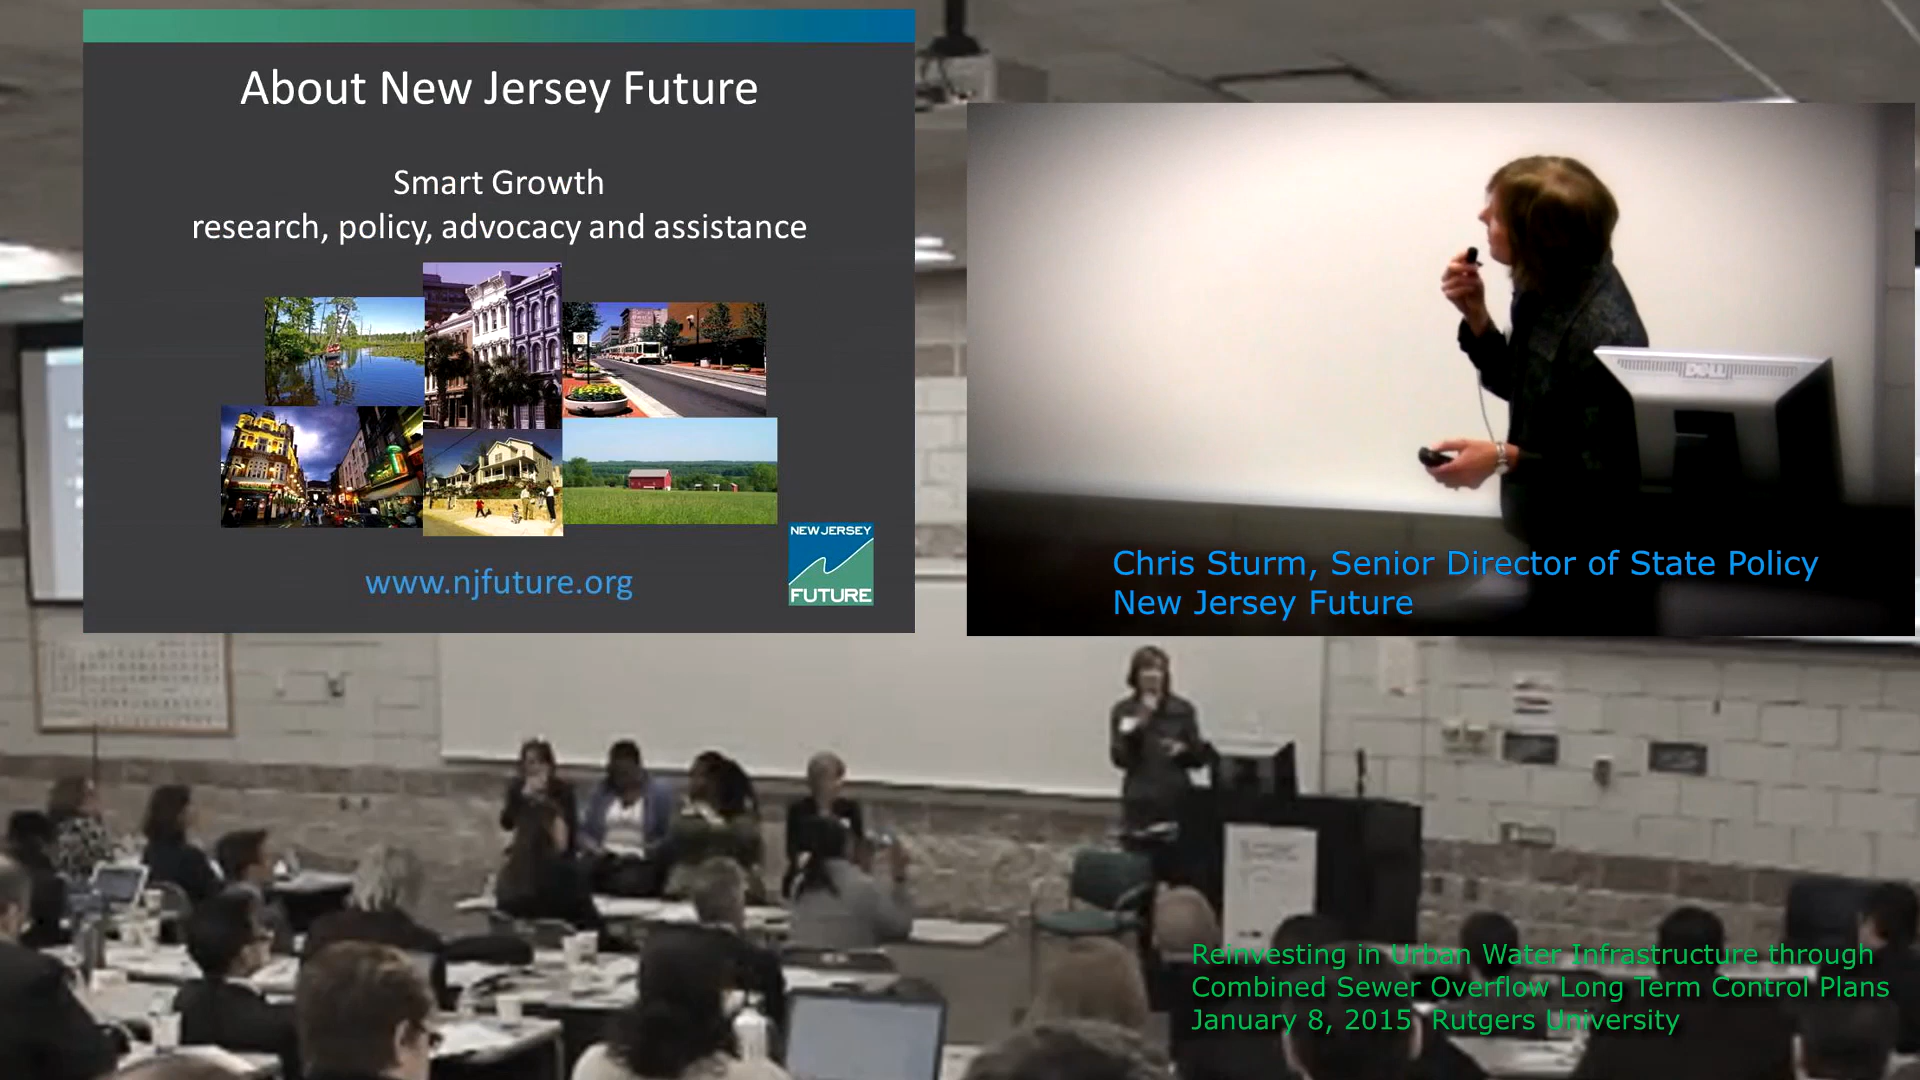 About New Jersey Future
Smart Growth
research, policy, advocacy and assistance
www.njfuture.org
NEW JERSEY
FUTURE
DELL
Chris Sturm, Senior Director of State Policy
New Jersey Future
Reinvesting in Urban Water Infrastructure through
Combined Sewer Overflow Long Term Control Plans
January 8, 2015 Rutgers University